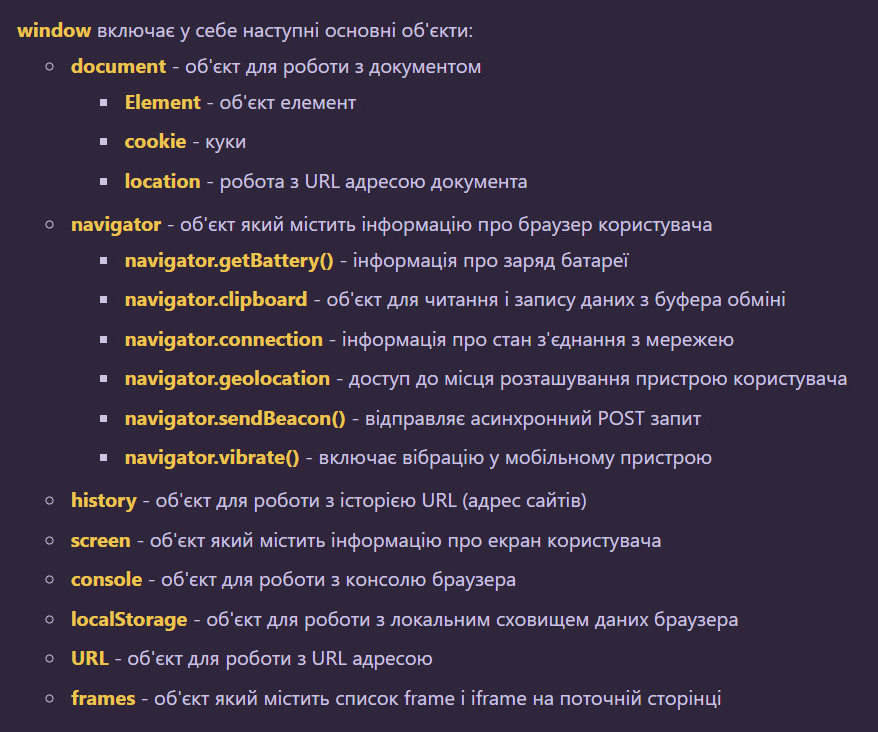 window включає у себе наступні основні об'єкти:
document - об'єкт для роботи з документом
Element - об'єкт елемент
cookie - куки
location - робота з URL адресою документа
navigator - об'єкт який містить інформацію про браузер користувача
navigator.getBattery() - інформація про заряд батареї
navigator.clipboard - об'єкт для читання і запису даних з буфера обміні
navigator.connection - інформація про стан з'єднання з мережею
navigator.geolocation - доступ до місця розташування пристрою користувача
navigator.sendBeacon() - відправляє асинхронний POST запит
navigator.vibrate() - включає вібрацію у мобільному пристрою
history - об'єкт для роботи з історією URL (адрес сайтів)
screen - об'єкт який містить інформацію про екран користувача
console - об'єкт для роботи з консолю браузера
localStorage - об'єкт для роботи з локальним сховищем даних браузера
URL - об'єкт для роботи з URL адресою
frames - об'єкт який містить список frame і iframe на поточній сторінці